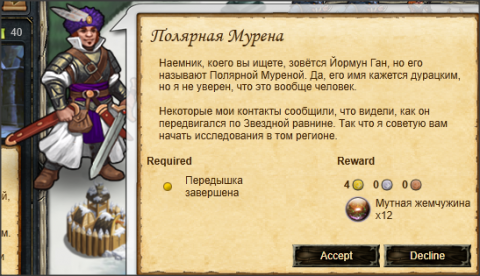 40
Полярная Мурена
Наемник, коего вы ищете, зовётся Йормун Ган, но его
называют Полярной Муреной. Да, его имя кажется дурацким,
но я не уверен, что это вообще человек.
Некоторые мои контакты сообщили, что видели, как он
передвигался по Звездной равнине. Так что я советую вам
начать исследования в том регионе.
Required
Передышка
завершена
Reward
4 0 0
Мутная жемчужина
x12
Accept
Decline